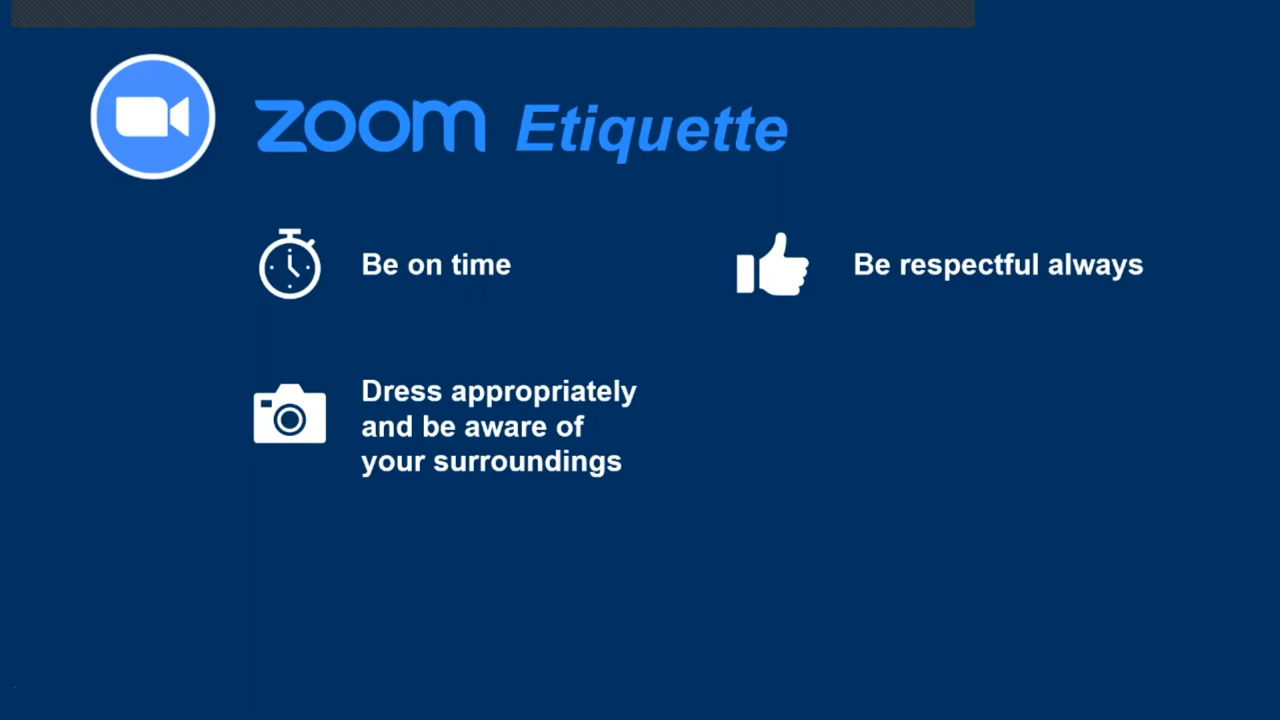 zoom Etiquette
Be on time
Be respectful always
Dress appropriately
and be aware of
your surroundings